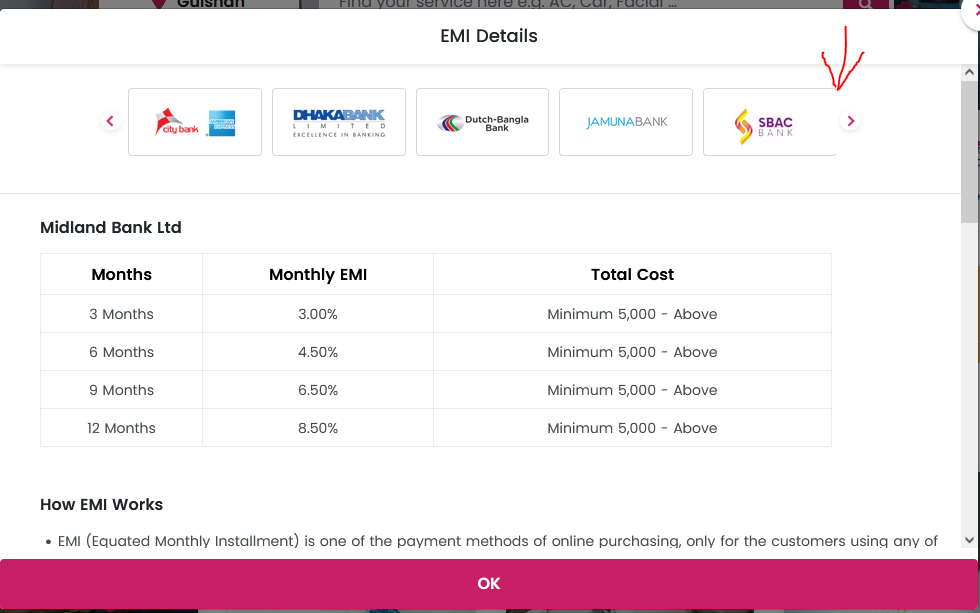 Gulshan
Find your service here e.g. AC, Car, Facial ...
EMI Details
city bank AMERICAN EXPRESS
DHAKA BANK
LIMITED
EXCELLENCE IN BANKING
Dutch-Bangla
Bank
JAMUNA BANK
SBAC
BANK
Midland Bank Ltd
Months Monthly EMI Total Cost
3 Months 3.00% Minimum 5,000 - Above
6 Months 4.50% Minimum 5,000 - Above
9 Months 6.50% Minimum 5,000 - Above
12 Months 8.50% Minimum 5,000 - Above
How EMI Works
• EMI (Equated Monthly Installment) is one of the payment methods of online purchasing, only for the customers using any of
OK